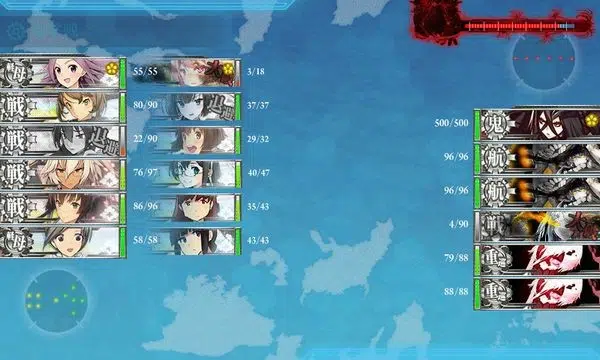 母 55/55 3/18
戦 80/90 37/37
戦 22/90 29/32
戦 76/97 40/47
戦 86/96 35/43
母 58/58 43/43
鬼 500/500
航 96/96
航 96/96
戦 4/90
重 79/88
重 88/88